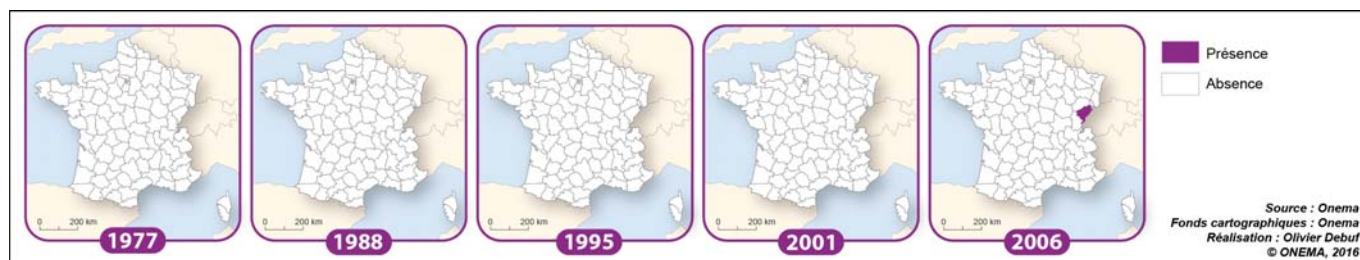 0 200 km
1977
0 200 km
1988
0 200 km
1995
0 200 km
2001
0 200 km
2006
Présence
Absence
Source : Onema
Fonds cartographiques : Onema
Réalisation : Olivier Debuf
© ONEMA, 2016